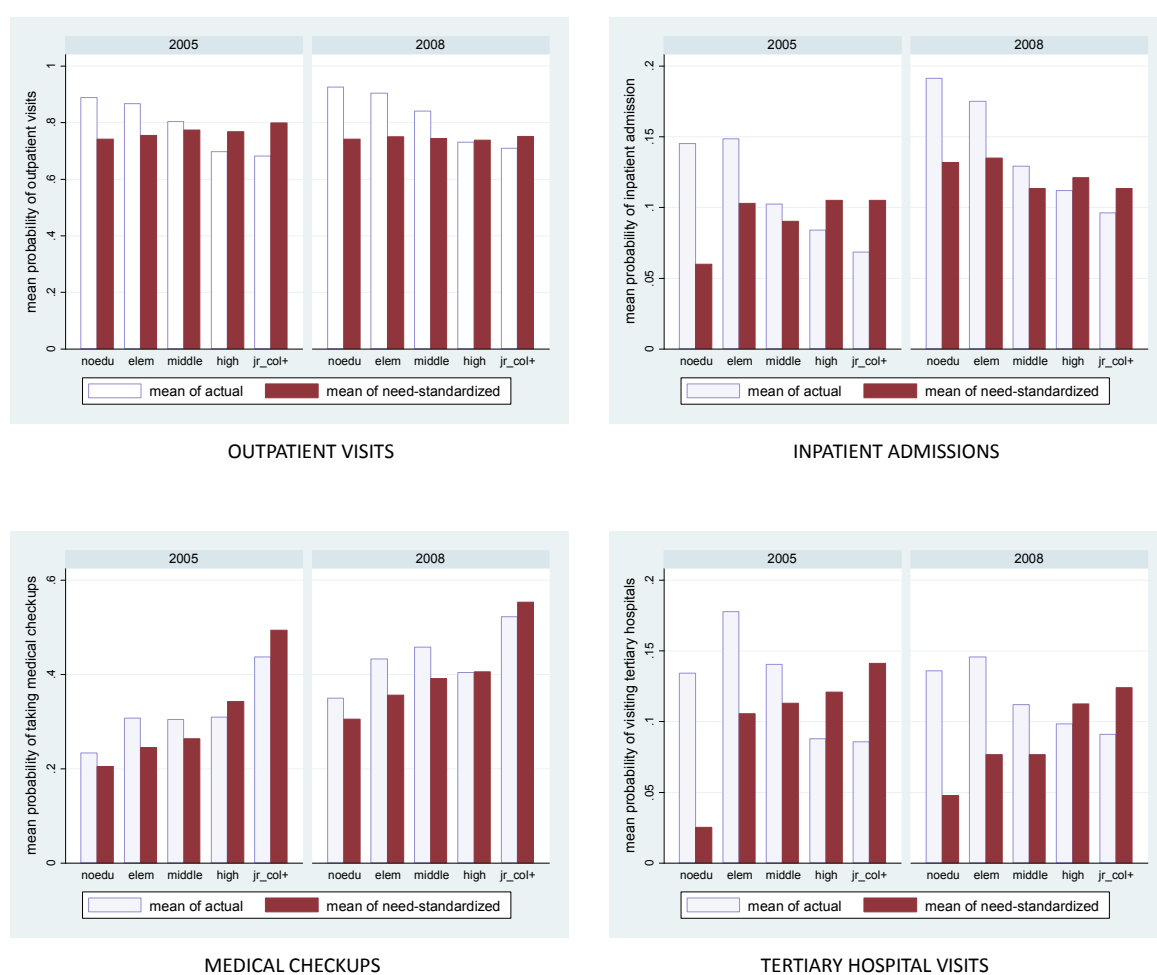 2005 2008
mean probability of outpatient visits
0 .2 .4 .6 .8 1
noedu elem middle high jr_col+ noedu elem middle high jr_col+
mean of actual mean of need-standardized
OUTPATIENT VISITS
2005 2008
mean probability of inpatient admission
0 .05 .1 .15 .2
noedu elem middle high jr_col+ noedu elem middle high jr_col+
mean of actual mean of need-standardized
INPATIENT ADMISSIONS
2005 2008
mean probability of taking medical checkups
0 .2 .4 .6
noedu elem middle high jr_col+ noedu elem middle high jr_col+
mean of actual mean of need-standardized
MEDICAL CHECKUPS
2005 2008
mean probability of visiting tertiary hospitals
0 .05 .1 .15 .2
noedu elem middle high jr_col+ noedu elem middle high jr_col+
mean of actual mean of need-standardized
TERTIARY HOSPITAL VISITS